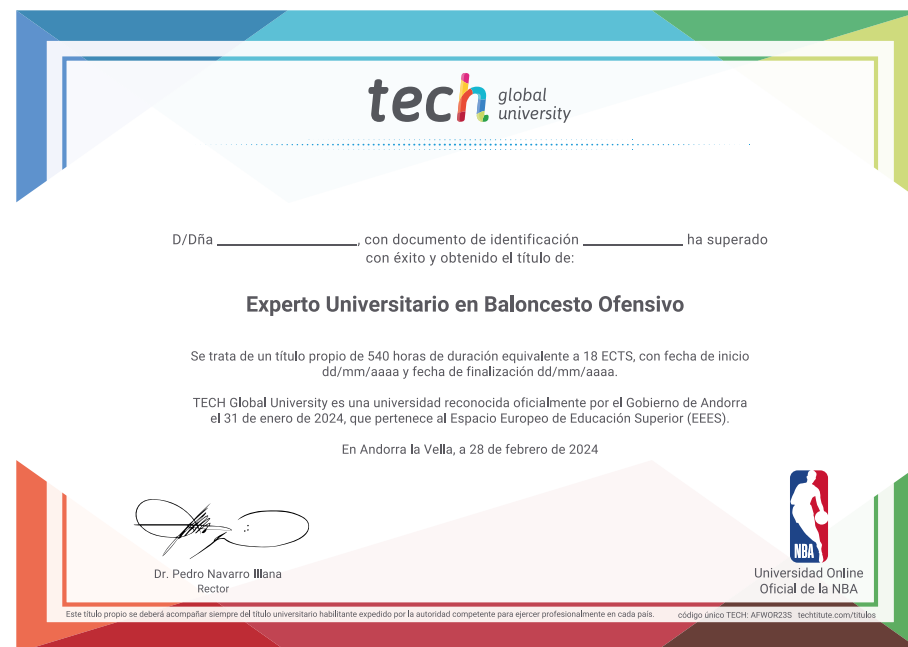 tech global university
D/Dña ____________________, con documento de identificación ______________ ha superado
con éxito y obtenido el título de:
Experto Universitario en Baloncesto Ofensivo
Se trata de un título propio de 540 horas de duración equivalente a 18 ECTS, con fecha de inicio
dd/mm/aaaa y fecha de finalización dd/mm/aaaa.
TECH Global University es una universidad reconocida oficialmente por el Gobierno de Andorra
el 31 de enero de 2024, que pertenece al Espacio Europeo de Educación Superior (EEES).
En Andorra la Vella, a 28 de febrero de 2024
Dr. Pedro Navarro Illana
Rector
NBA
Universidad Online
Oficial de la NBA
Este título propio se deberá acompañar siempre del título universitario habilitante expedido por la autoridad competente para ejercer profesionalmente en cada país.
código único TECH: AFWOR23S techtitute.com/titulos